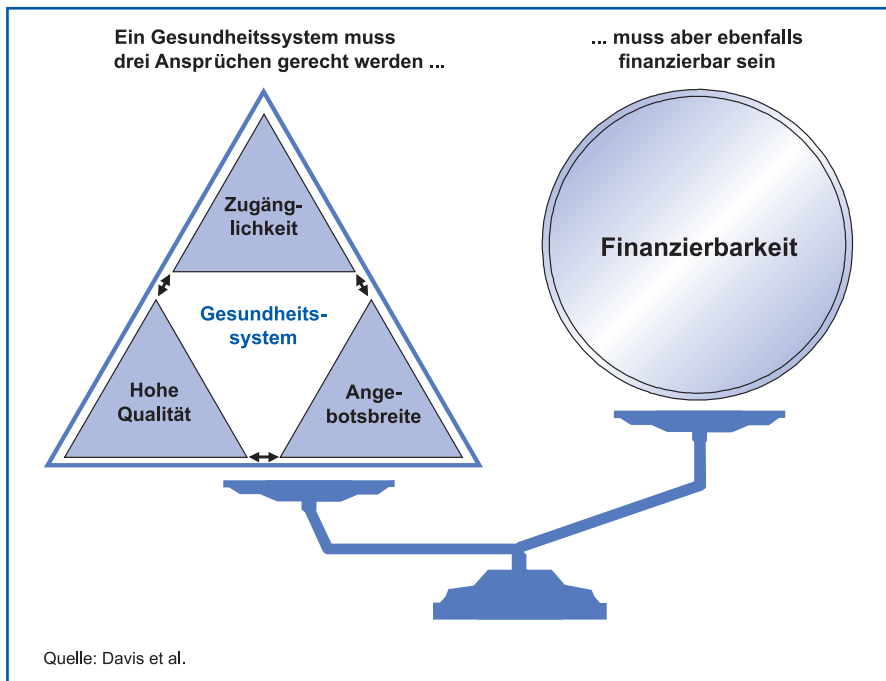 Ein Gesundheitssystem muss
drei Ansprüchen gerecht werden ...
... muss aber ebenfalls
finanzierbar sein
Zugäng-
lichkeit
Finanzierbarkeit
Gesundheits-
system
Hohe
Qualität
Ange-
botsbreite
Quelle: Davis et al.